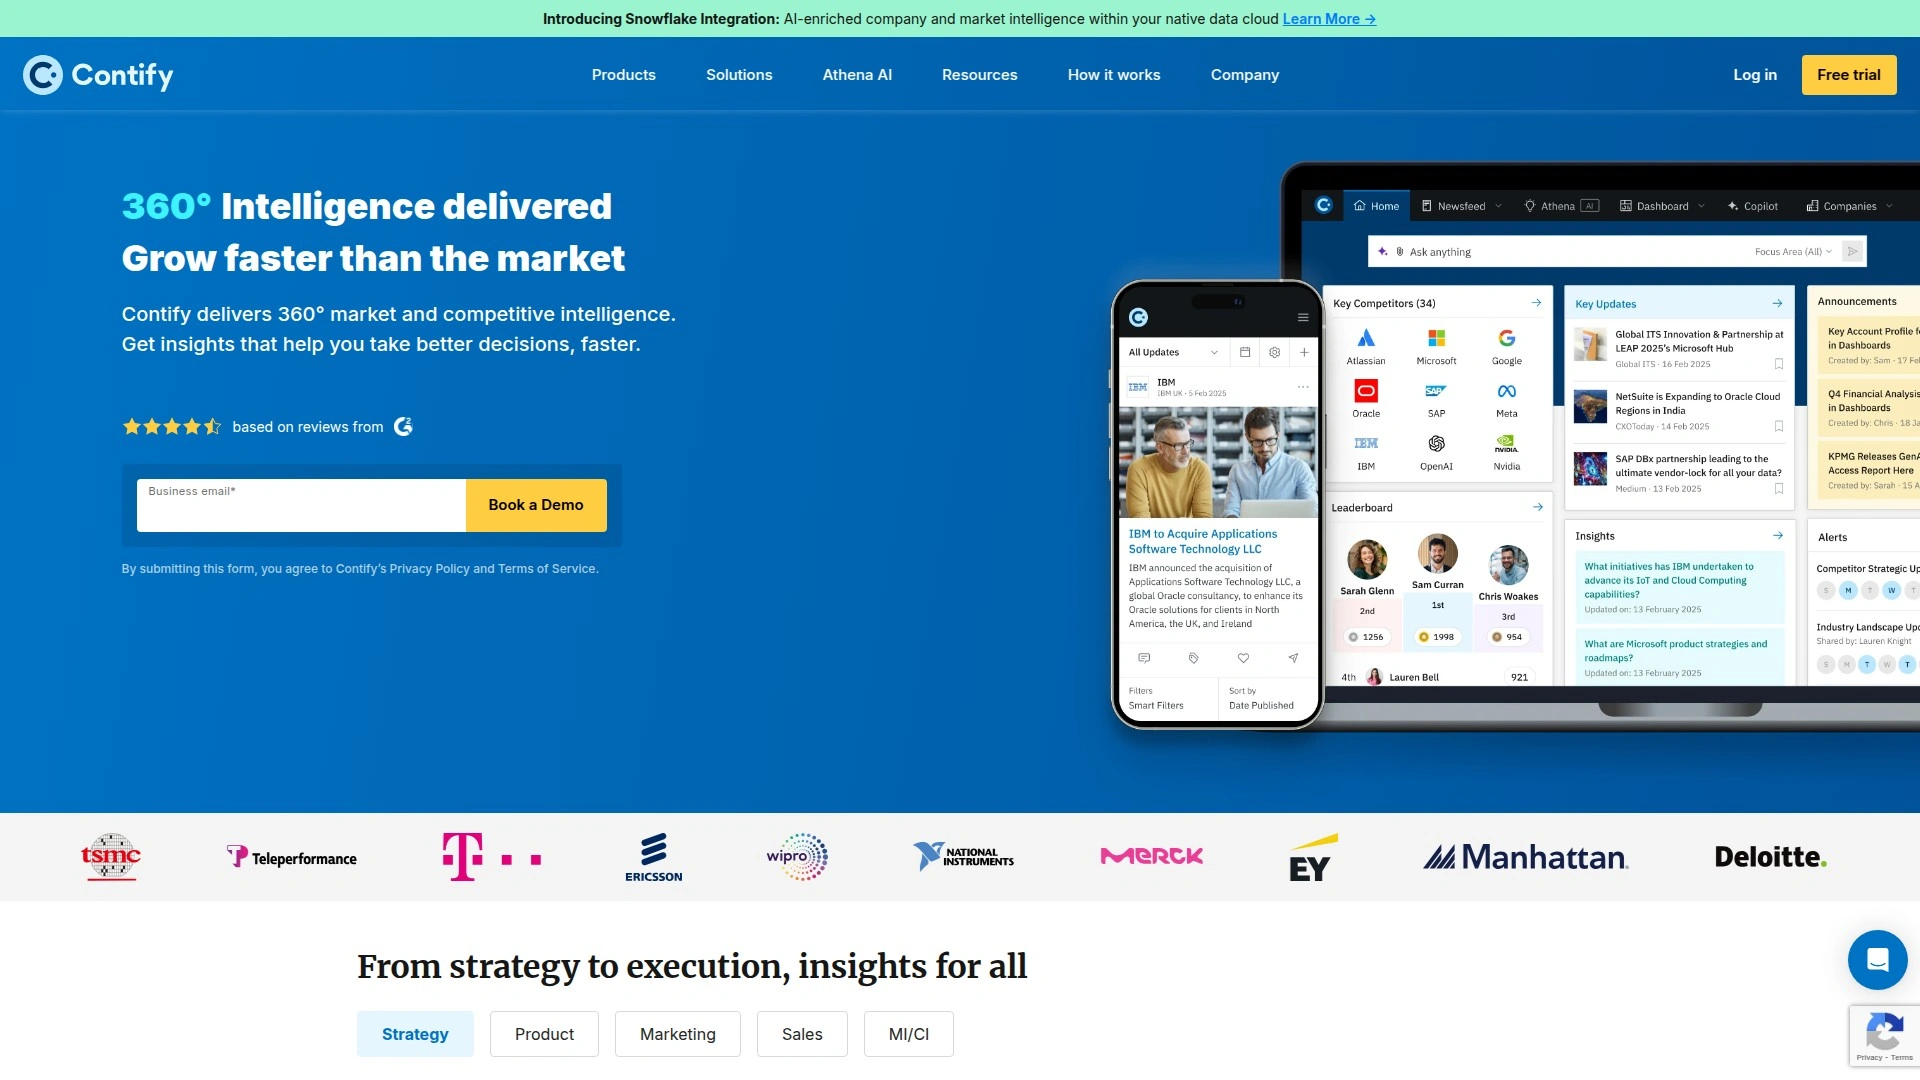 Introducing Snowflake Integration: AI-enriched company and market intelligence within your native data cloud Learn More →
Contify
Products
Solutions
Athena AI
Resources
How it works
Company
Log in
Free trial
360° Intelligence delivered
Grow faster than the market
Contify delivers 360° market and competitive intelligence.
Get insights that help you take better decisions, faster.
based on reviews from
Business email*
Book a Demo
By submitting this form, you agree to Contify's Privacy Policy and Terms of Service.
All Updates
IBM
IBM
IBM UK · 5 Feb 2025
IBM to Acquire Applications
Software Technology LLC
IBM announced the acquisition of
Applications Software Technology LLC, a
global Oracle consultancy, to enhance its
Oracle solutions for clients in North
America, the UK, and Ireland
Filters
Smart Filters
Sort by
Date Published
Home
Newsfeed
Athena AI
Dashboard
Copilot
Companies
Ask anything
Focus Area (All)
Key Competitors (34)
Atlassian
Microsoft
Google
Oracle
SAP
SAP
Meta
IBM
IBM
OpenAI
NVIDIA
Nvidia
Leaderboard
Sarah Glenn
2nd
1256
Sam Curran
1st
1998
Chris Woakes
3rd
954
4th
Lauren Bell
921
Key Updates
Global ITS Innovation & Partnership at
LEAP 2025's Microsoft Hub
Global ITS · 16 Feb 2025
NetSuite is Expanding to Oracle Cloud
Regions in India
CXOToday · 14 Feb 2025
SAP DBx partnership leading to the
ultimate vendor-lock for all your data?
Medium · 13 Feb 2025
Insights
What initiatives has IBM undertaken to
advance its IoT and Cloud Computing
capabilities?
Updated on: 13 February 2025
What are Microsoft product strategies and
roadmaps?
Updated on: 13 February 2025
Announcements
Key Account Profile
in Dashboards
Created by: Sam · 17
Q4 Financial Analysis
in Dashboards
Created by: Chris · 18
KPMG Releases
Access Report Here
Created by: Sarah · 15
Alerts
Competitor Strategic
S M T W T
Industry Landscape
Shared by: Lauren Knight
S M T W T
tsmc
Teleperformance
T
ERICSSON
wipro
NATIONAL
INSTRUMENTS
MERCK
EY
Manhattan
Deloitte.
From strategy to execution, insights for all
Strategy
Product
Marketing
Sales
MI/CI
Privacy - Terms